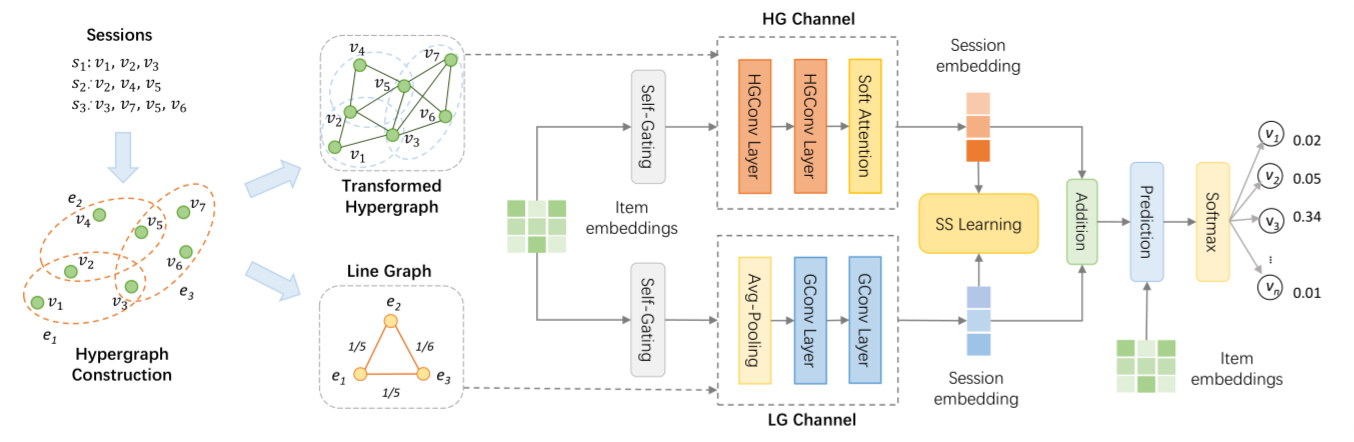 Sessions
s1: v1, v2, v3
s2: v2, v4, v5
s3: v3, v7, v5, v6
e2
v4
v5
v7
v2
v6
v1
v3
e3
e1
Hypergraph
Construction
v4
v7
v5
v2
v6
v3
v1
Transformed
Hypergraph
Line Graph
e2
1/5
1/6
e1
e3
1/5
Item
embeddings
Self-Gating
Self-Gating
HG Channel
HGConv Layer
HGConv Layer
Soft Attention
Avg-Pooling
GConv Layer
GConv Layer
LG Channel
Session
embedding
SS Learning
Session
embedding
Addition
Prediction
Softmax
v1 0.02
v2 0.05
v3 0.34
...
vn 0.01
Item
embeddings